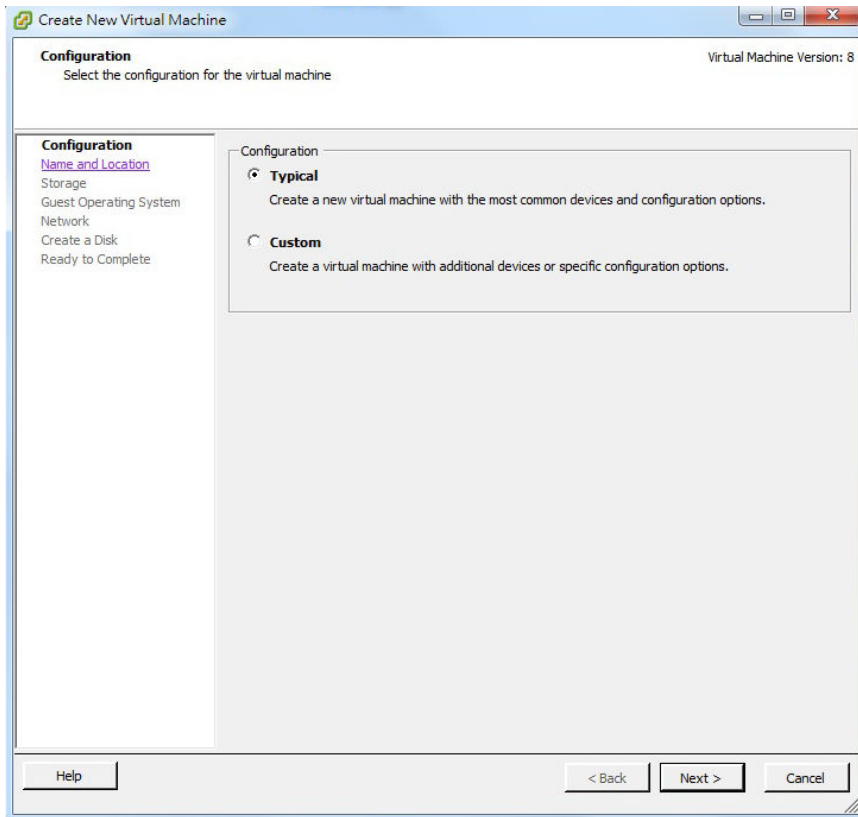 Create New Virtual Machine
Configuration
Virtual Machine Version: 8
Select the configuration for the virtual machine
Configuration
Name and Location
Storage
Guest Operating System
Network
Create a Disk
Ready to Complete
Configuration
Typical
Create a new virtual machine with the most common devices and configuration options.
Custom
Create a virtual machine with additional devices or specific configuration options.
Help
< Back
Next >
Cancel